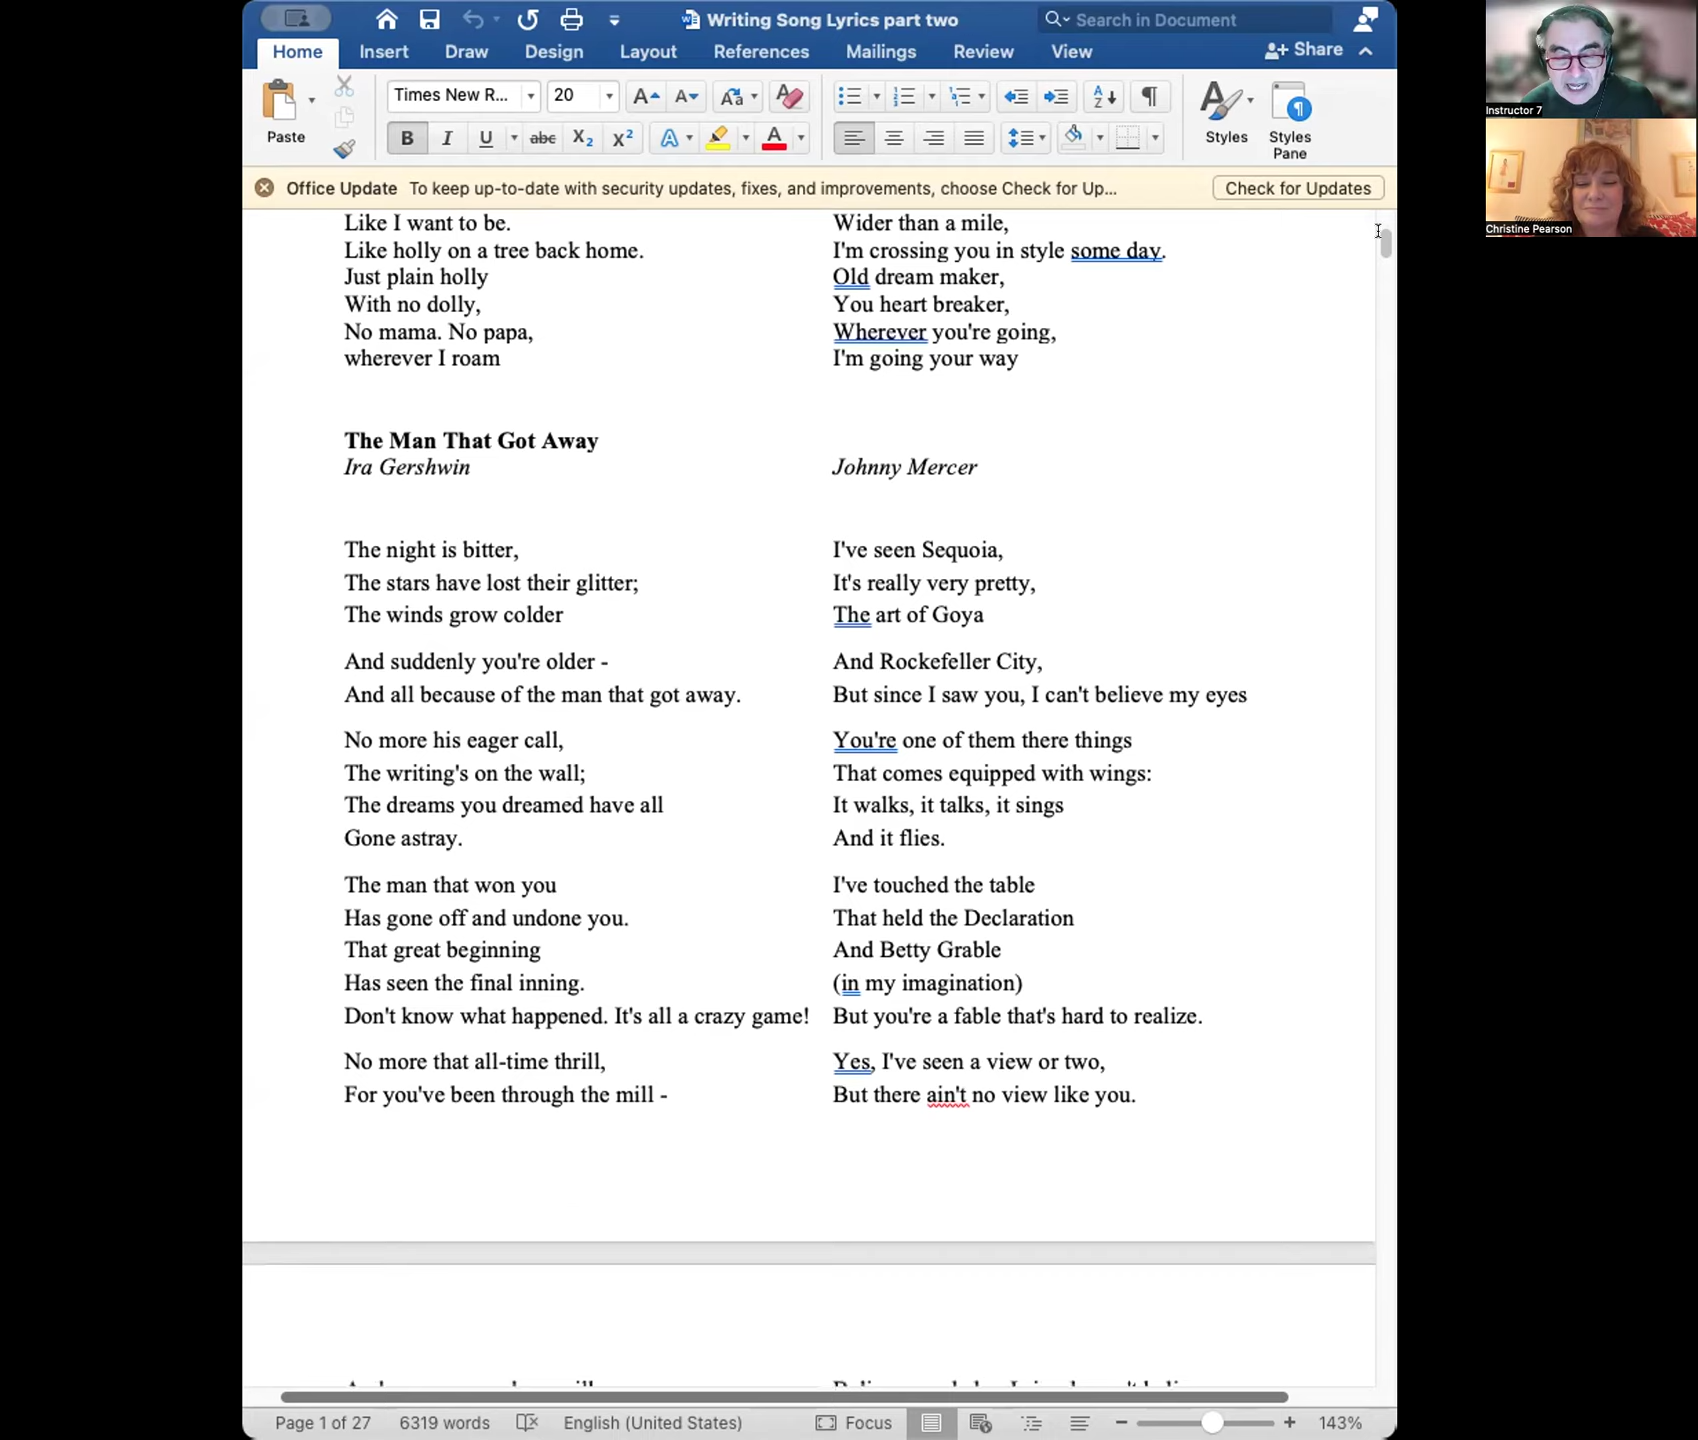 Writing Song Lyrics part two
Search in Document
Home Insert Draw Design Layout References Mailings Review View Share
Paste
Times New R... 20
Styles
Styles Pane
Office Update To keep up-to-date with security updates, fixes, and improvements, choose Check for Up... Check for Updates
Like I want to be.
Like holly on a tree back home.
Just plain holly
With no dolly,
No mama. No papa,
wherever I roam
Wider than a mile,
I'm crossing you in style some day.
Old dream maker,
You heart breaker,
Wherever you're going,
I'm going your way
The Man That Got Away
Ira Gershwin
Johnny Mercer
The night is bitter,
The stars have lost their glitter;
The winds grow colder
And suddenly you're older -
And all because of the man that got away.
No more his eager call,
The writing's on the wall;
The dreams you dreamed have all
Gone astray.
The man that won you
Has gone off and undone you.
That great beginning
Has seen the final inning.
Don't know what happened. It's all a crazy game!
No more that all-time thrill,
For you've been through the mill -
I've seen Sequoia,
It's really very pretty,
The art of Goya
And Rockefeller City,
But since I saw you, I can't believe my eyes
You're one of them there things
That comes equipped with wings:
It walks, it talks, it sings
And it flies.
I've touched the table
That held the Declaration
And Betty Grable
(in my imagination)
But you're a fable that's hard to realize.
Yes, I've seen a view or two,
But there ain't no view like you.
Page 1 of 27 6319 words English (United States) Focus 143%
Instructor 7
Christine Pearson